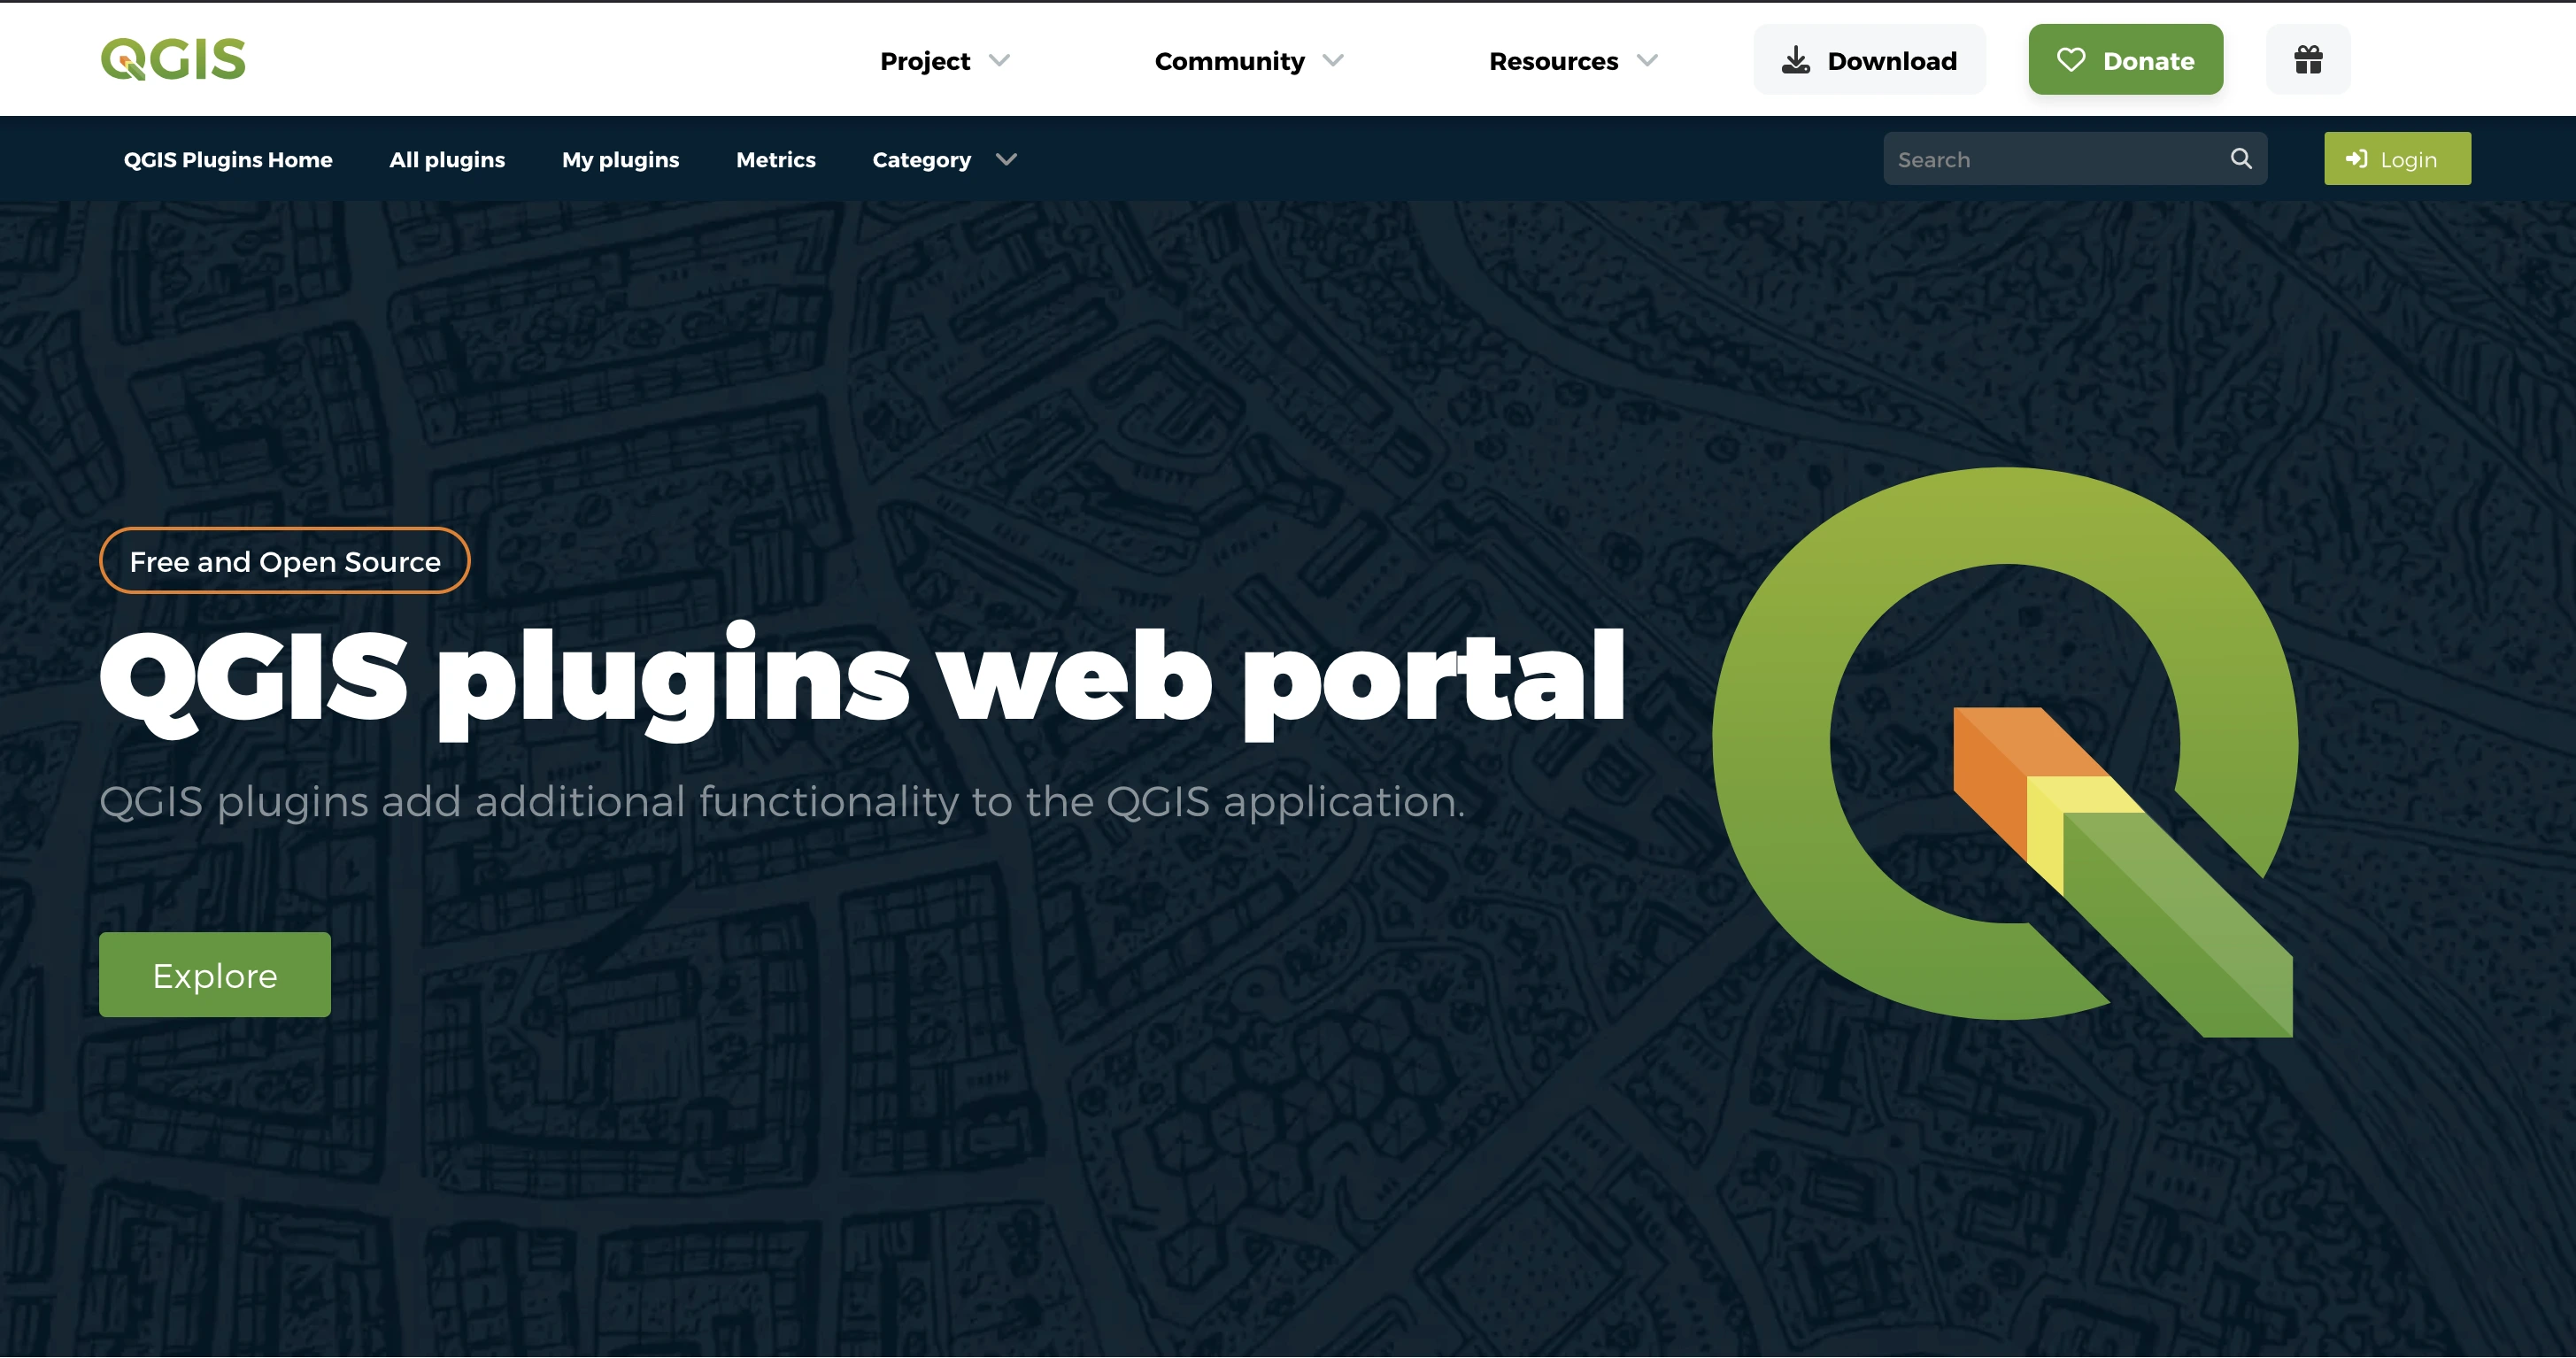 QGIS
Project
Community
Resources
Download
Donate
QGIS Plugins Home
All plugins
My plugins
Metrics
Category
Search
Login
Free and Open Source
QGIS plugins web portal
QGIS plugins add additional functionality to the QGIS application.
Explore